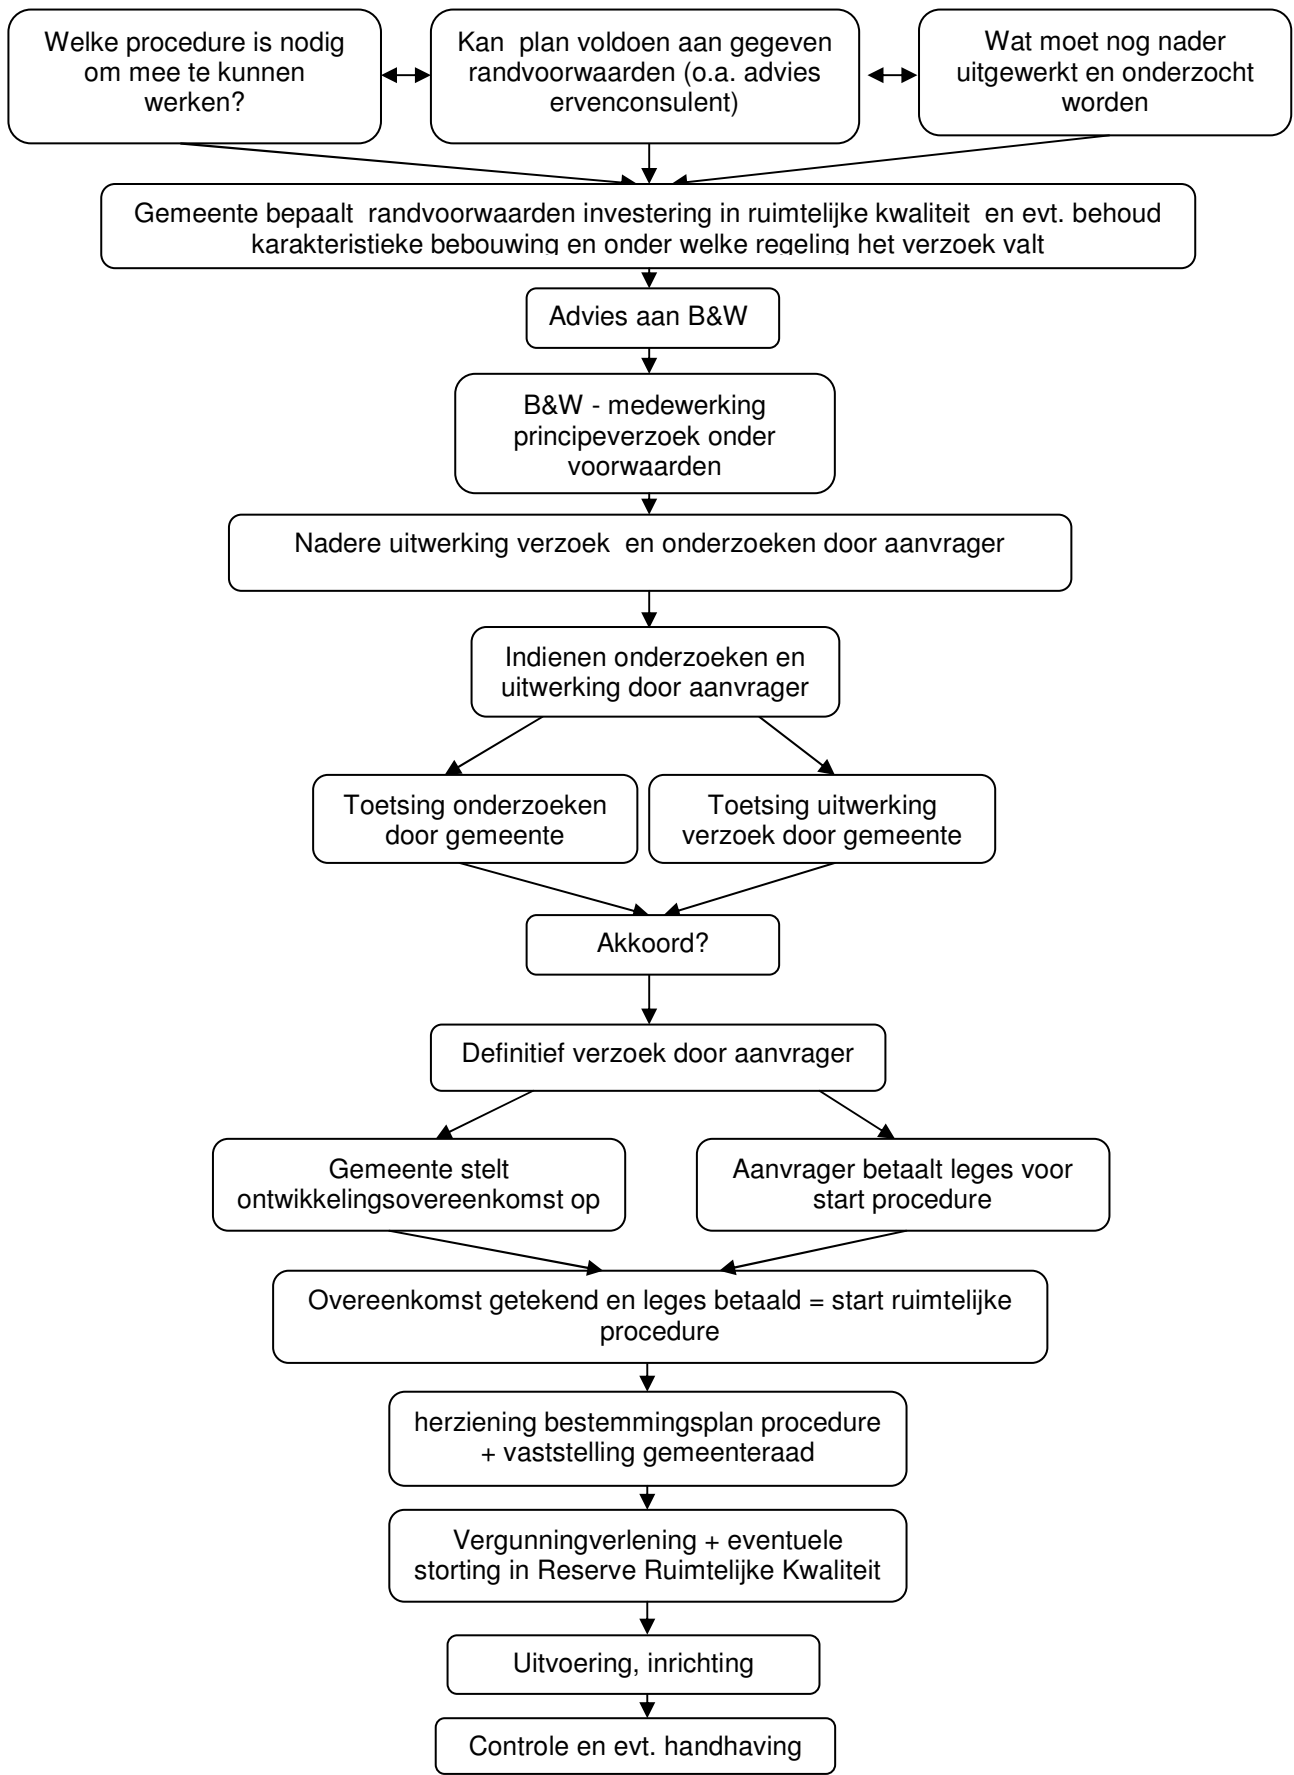 Welke procedure is nodig
om mee te kunnen
werken?
Kan plan voldoen aan gegeven
randvoorwaarden (o.a. advies
ervenconsulent)
Wat moet nog nader
uitgewerkt en onderzocht
worden
Gemeente bepaalt randvoorwaarden investering in ruimtelijke kwaliteit en evt. behoud
karakteristieke bebouwing en onder welke regeling het verzoek valt
Advies aan B&W
B&W - medewerking
principeverzoek onder
voorwaarden
Nadere uitwerking verzoek en onderzoeken door aanvrager
Indienen onderzoeken en
uitwerking door aanvrager
Toetsing onderzoeken
door gemeente
Toetsing uitwerking
verzoek door gemeente
Akkoord?
Definitief verzoek door aanvrager
Gemeente stelt
ontwikkelingsovereenkomst op
Aanvrager betaalt leges voor
start procedure
Overeenkomst getekend en leges betaald = start ruimtelijke
procedure
herziening bestemmingsplan procedure
+ vaststelling gemeenteraad
Vergunningverlening + eventuele
storting in Reserve Ruimtelijke Kwaliteit
Uitvoering, inrichting
Controle en evt. handhaving